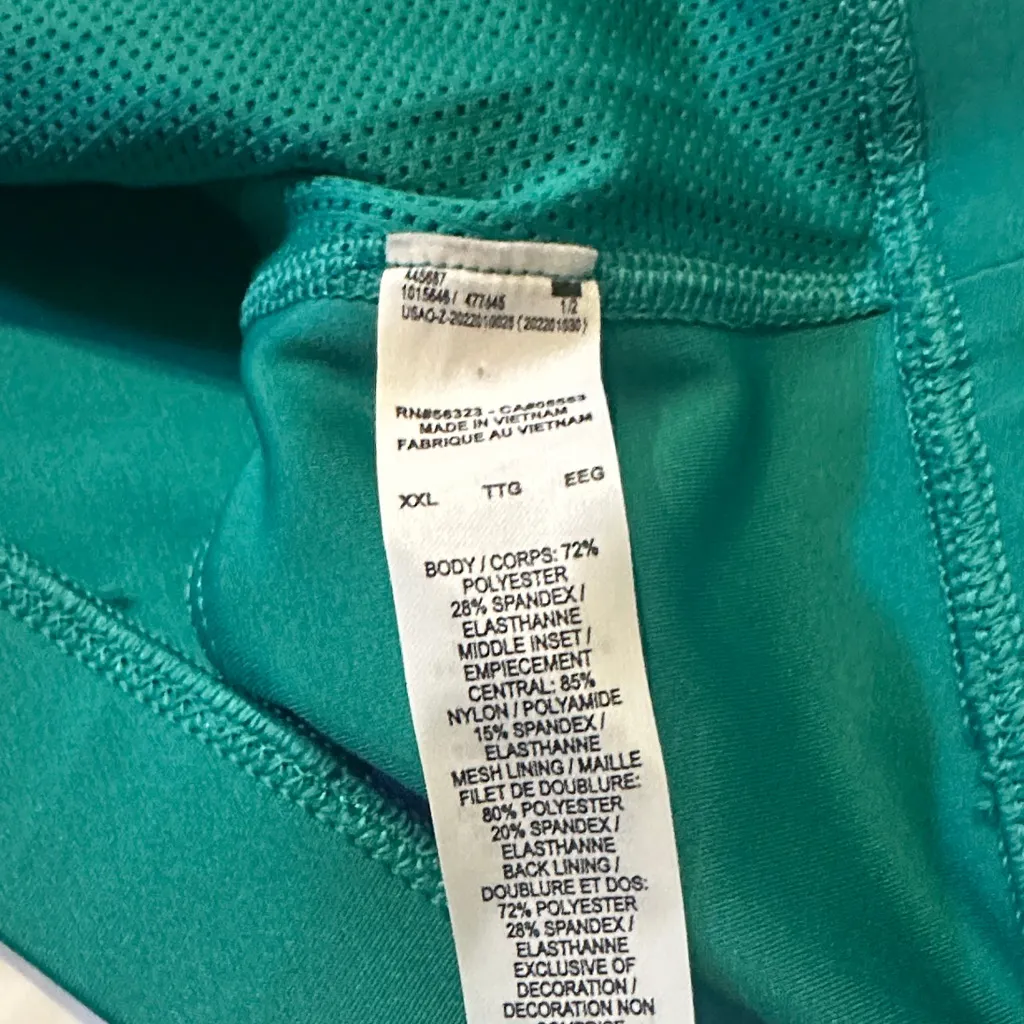 445687
1015646 / 477445
1/2
RN#56323 - CA#05553
MADE IN VIETNAM
FABRIQUE AU VIETNAM
XXL TTG EEG
BODY / CORPS: 72%
POLYESTER
28% SPANDEX /
ELASTHANNE
MIDDLE INSET /
EMPIECEMENT
CENTRAL: 85%
NYLON / POLYAMIDE
15% SPANDEX /
ELASTHANNE
MESH LINING / MAILLE
FILET DE DOUBLURE:
80% POLYESTER
20% SPANDEX /
ELASTHANNE
BACK LINING /
DOUBLURE ET DOS:
72% POLYESTER
28% SPANDEX /
ELASTHANNE
EXCLUSIVE OF
DECORATION /
DECORATION NON